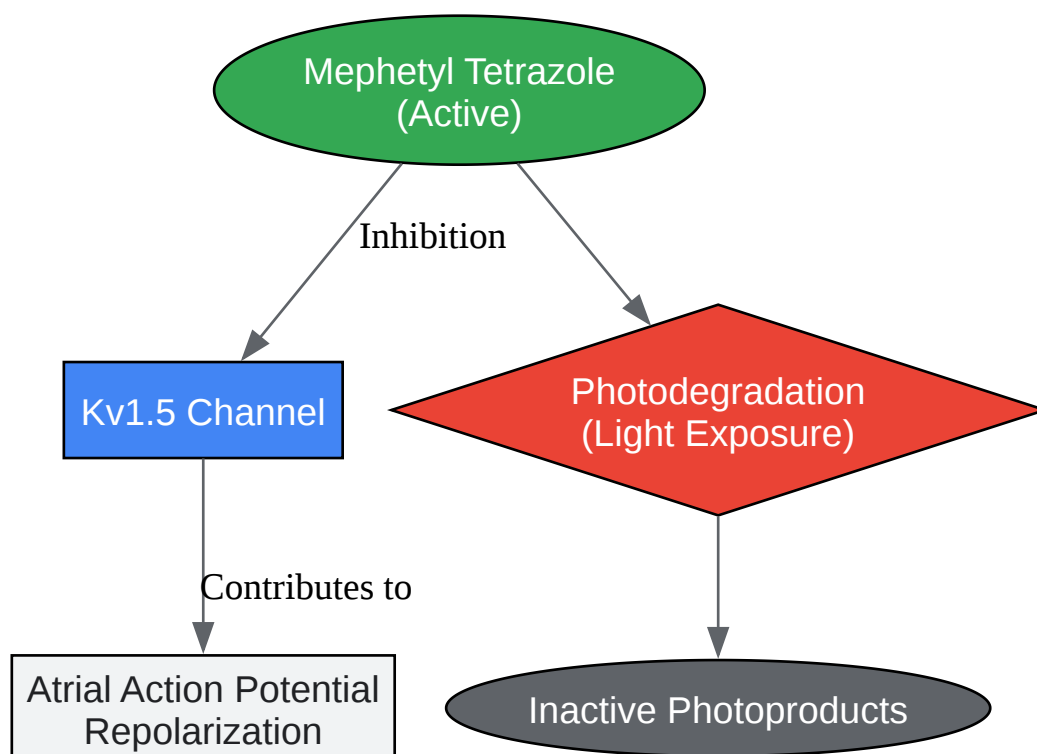 Mephetyl Tetrazole
(Active)
Inhibition
Kv1.5 Channel
Photodegradation
(Light Exposure)
Contributes to
Atrial Action Potential
Repolarization
Inactive Photoproducts